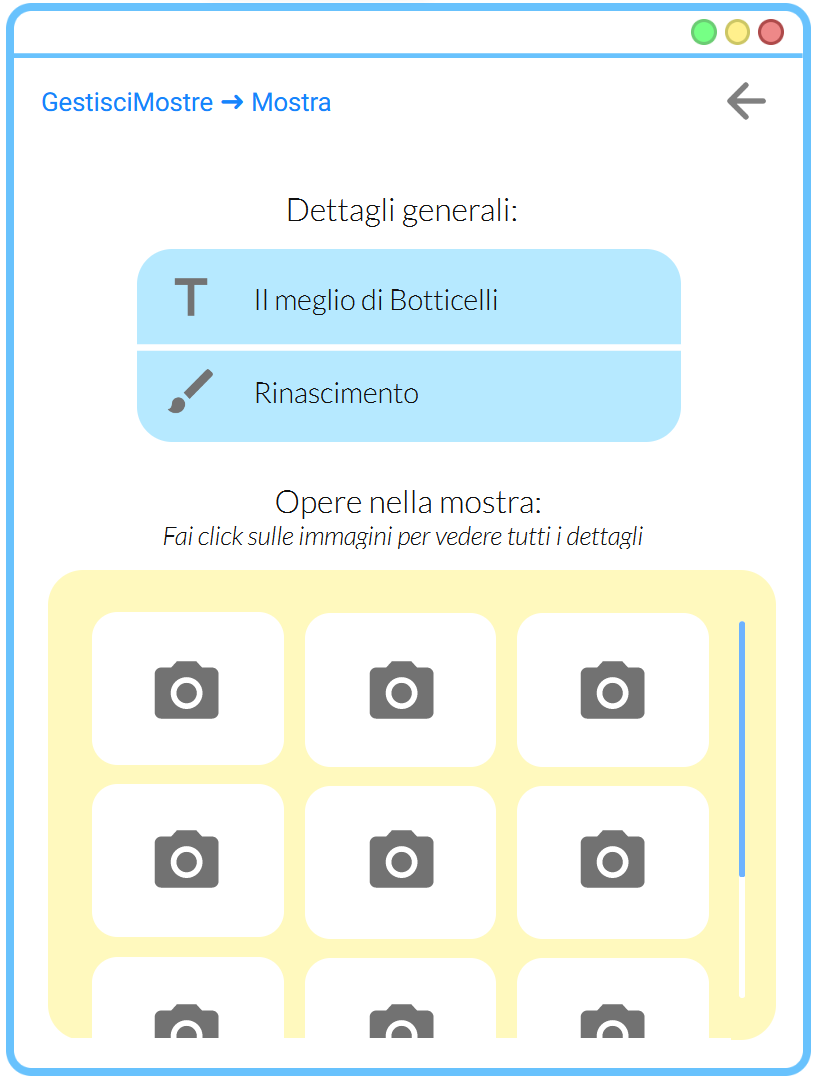 GestisciMostre ➜ Mostra
Dettagli generali:
Il meglio di Botticelli
Rinascimento
Opere nella mostra:
Fai click sulle immagini per vedere tutti i dettagli